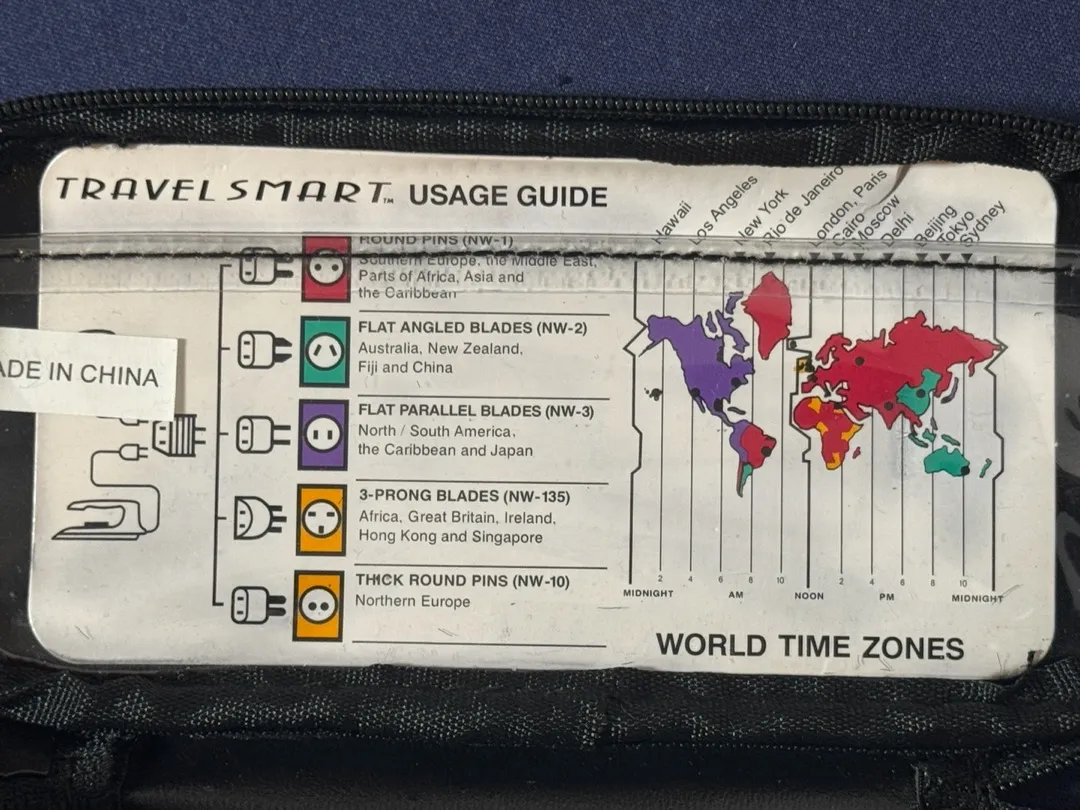 TRAVEL SMART™ USAGE GUIDE
ROUND PINS (NW-1)
Southern Europe, the Middle East,
Parts of Africa, Asia and
the Caribbean
FLAT ANGLED BLADES (NW-2)
Australia, New Zealand,
Fiji and China
ADE IN CHINA
FLAT PARALLEL BLADES (NW-3)
North / South America,
the Caribbean and Japan
3-PRONG BLADES (NW-135)
Africa, Great Britain, Ireland,
Hong Kong and Singapore
THICK ROUND PINS (NW-10)
Northern Europe
Hawaii
Los Angeles
New York
Rio de Janeiro
London, Paris
Cairo
Moscow
Delhi
Beijing
Tokyo
Sydney
2 4 6 8 10 2 4 6 8 10
MIDNIGHT AM NOON PM MIDNIGHT
WORLD TIME ZONES